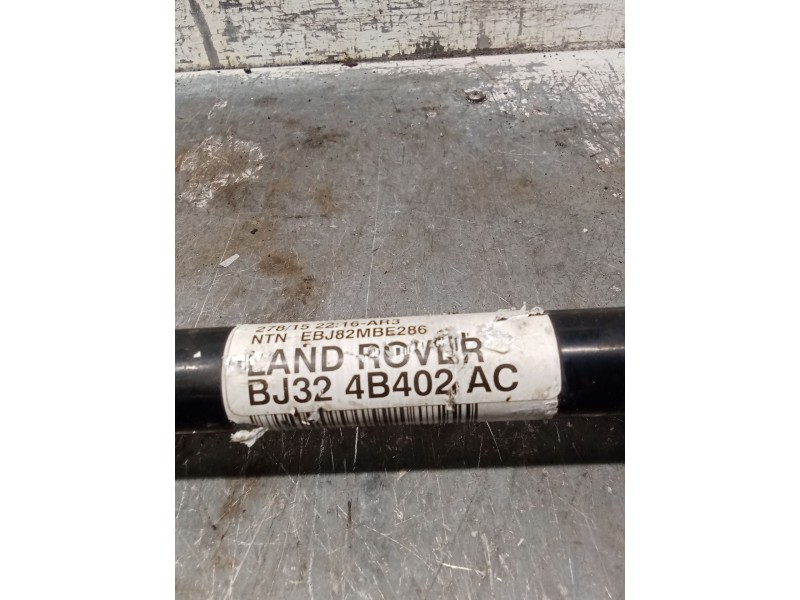 278/15 22:16-AR3
NTN EBJ82MBE286
LAND ROVER
BJ32 4B402 AC